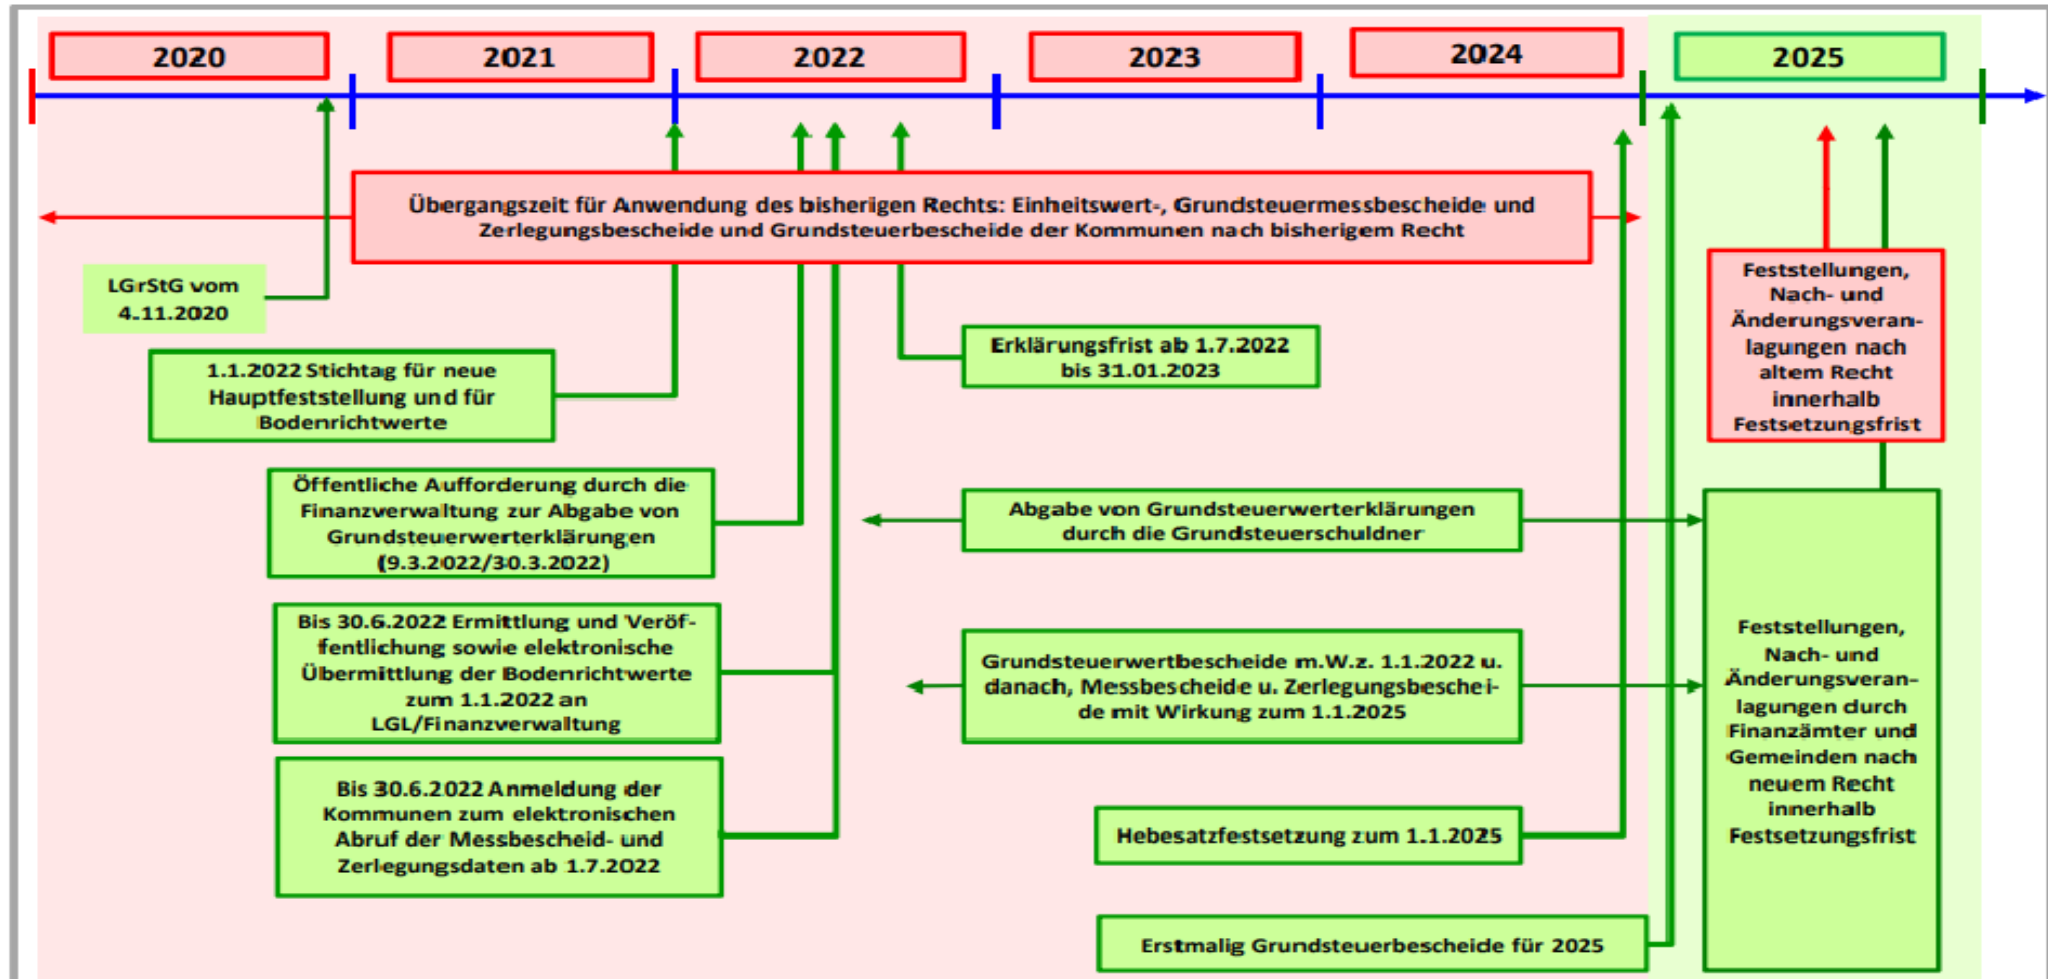 2020
2021
2022
2023
2024
2025
Übergangszeit für Anwendung des bisherigen Rechts: Einheitswert-, Grundsteuermessbescheide und
Zerlegungsbescheide und Grundsteuerbescheide der Kommunen nach bisherigem Recht
LGrStG vom
4.11.2020
1.1.2022 Stichtag für neue
Hauptfeststellung und für
Bodenrichtwerte
Öffentliche Aufforderung durch die
Finanzverwaltung zur Abgabe von
Grundsteuerwerterklärungen
(9.3.2022/30.3.2022)
Bis 30.6.2022 Ermittlung und Veröf-
fentlichung sowie elektronische
Übermittlung der Bodenrichtwerte
zum 1.1.2022 an
LGL/Finanzverwaltung
Bis 30.6.2022 Anmeldung der
Kommunen zum elektronischen
Abruf der Messbescheid- und
Zerlegungsdaten ab 1.7.2022
Erklärungsfrist ab 1.7.2022
bis 31.01.2023
Abgabe von Grundsteuerwerterklärungen
durch die Grundsteuerschuldner
Grundsteuerwertbescheide m.W.z. 1.1.2022 u.
danach, Messbescheide u. Zerlegungsbeschei-
de mit Wirkung zum 1.1.2025
Hebesatzfestsetzung zum 1.1.2025
Erstmalig Grundsteuerbescheide für 2025
Feststellungen,
Nach- und
Änderungsveran-
lagungen nach
altem Recht
innerhalb
Festsetzungsfrist
Feststellungen,
Nach- und
Änderungsveran-
lagungen durch
Finanzämter und
Gemeinden nach
neuem Recht
innerhalb
Festsetzungsfrist